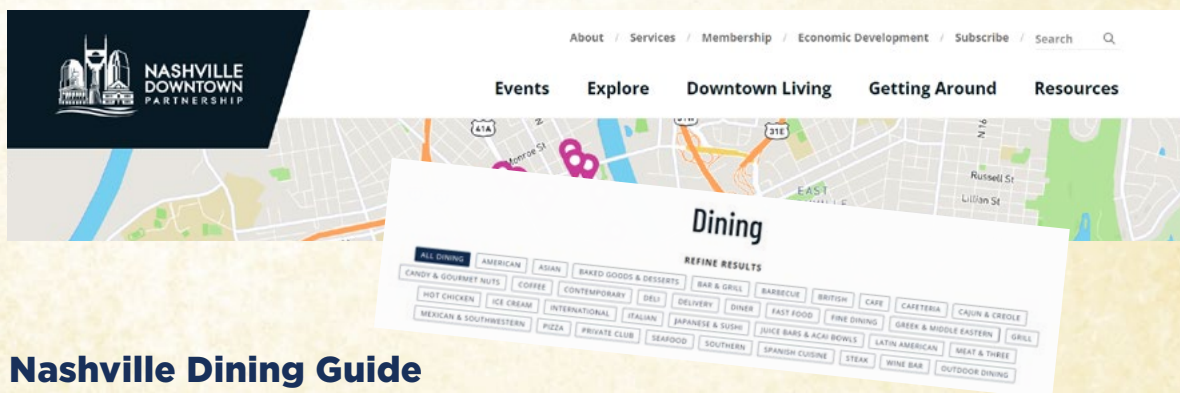 About / Services / Membership / Economic Development / Subscribe / Search
NASHVILLE
DOWNTOWN
PARTNERSHIP
Events Explore Downtown Living Getting Around Resources
41A
31E
N 16
Monroe St
Russell St
EAST
Lillian St
Dining
REFINE RESULTS
ALL DINING AMERICAN ASIAN BAKED GOODS & DESSERTS BAR & GRILL BARBECUE BRITISH CAFE CAFETERIA CAJUN & CREOLE
CANDY & GOURMET NUTS COFFEE CONTEMPORARY DELI DELIVERY DINER FAST FOOD FINE DINING GREEK & MIDDLE EASTERN GRILL
HOT CHICKEN ICE CREAM INTERNATIONAL ITALIAN JAPANESE & SUSHI JUICE BARS & ACAI BOWLS LATIN AMERICAN MEAT & THREE
MEXICAN & SOUTHWESTERN PIZZA PRIVATE CLUB SEAFOOD SOUTHERN SPANISH CUISINE STEAK WINE BAR OUTDOOR DINING
Nashville Dining Guide